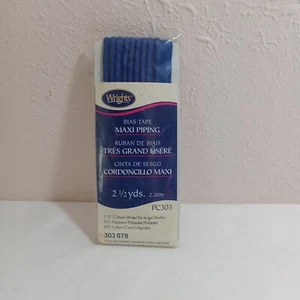 Wrights®
BIAS TAPE
MAXI PIPING
RUBAN DE BIAIS
TRÈS GRAND LISÉRÉ
CINTA DE SESGO
CORDONCILLO MAXI
2 ½ yds. 2.30m
PC303
303 078